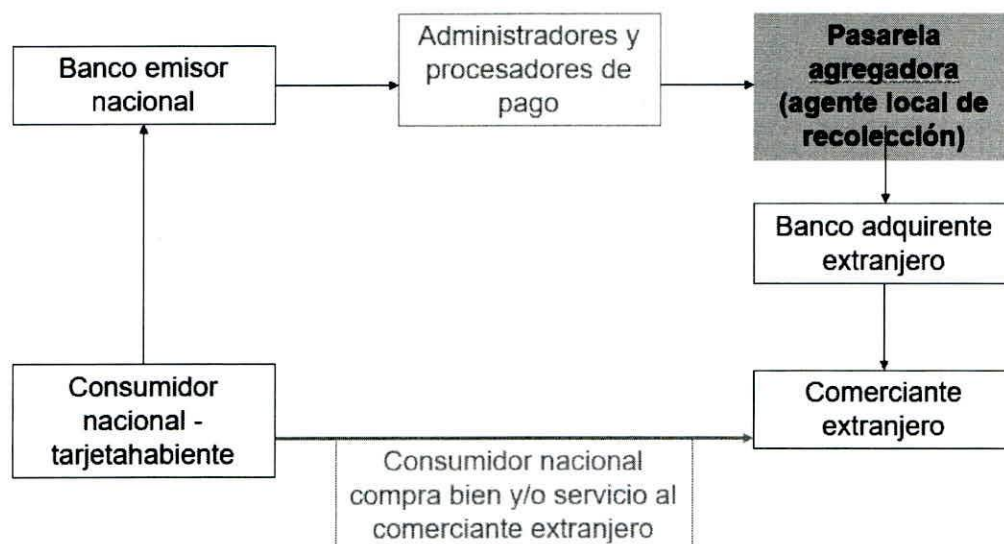 Banco emisor
nacional
Administradores y
procesadores de
pago
Pasarela
agregadora
(agente local de
recolección)
Banco adquirente
extranjero
Consumidor
nacional -
tarjetahabiente
Comerciante
extranjero
Consumidor nacional
compra bien y/o servicio al
comerciante extranjero